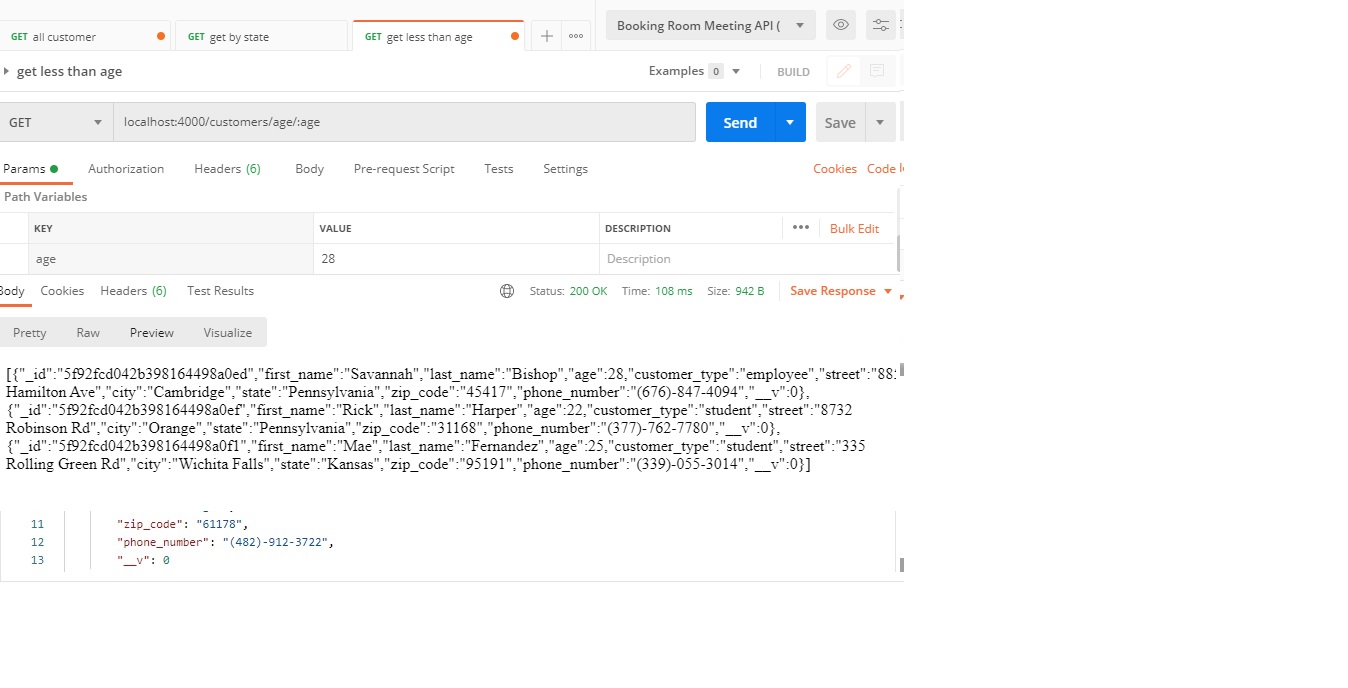 GET all customer GET get by state GET get less than age Booking Room Meeting API (
get less than age Examples 0 BUILD
GET localhost:4000/customers/age/:age Send Save
Params Authorization Headers (6) Body Pre-request Script Tests Settings Cookies Code
Path Variables
KEY VALUE DESCRIPTION Bulk Edit
age 28 Description
Body Cookies Headers (6) Test Results Status: 200 OK Time: 108 ms Size: 942 B Save Response
Pretty Raw Preview Visualize
[{"_id":"5f92fcd042b398164498a0ed","first_name":"Savannah","last_name":"Bishop","age":28,"customer_type":"employee","street":"88
Hamilton Ave","city":"Cambridge","state":"Pennsylvania","zip_code":"45417","phone_number":"(676)-847-4094","__v":0},
{"_id":"5f92fcd042b398164498a0ef","first_name":"Rick","last_name":"Harper","age":22,"customer_type":"student","street":"8732
Robinson Rd","city":"Orange","state":"Pennsylvania","zip_code":"31168","phone_number":"(377)-762-7780","__v":0},
{"_id":"5f92fcd042b398164498a0f1","first_name":"Mae","last_name":"Fernandez","age":25,"customer_type":"student","street":"335
Rolling Green Rd","city":"Wichita Falls","state":"Kansas","zip_code":"95191","phone_number":"(339)-055-3014","__v":0}]
11 "zip_code": "61178",
12 "phone_number": "(482)-912-3722",
13 "__v": 0